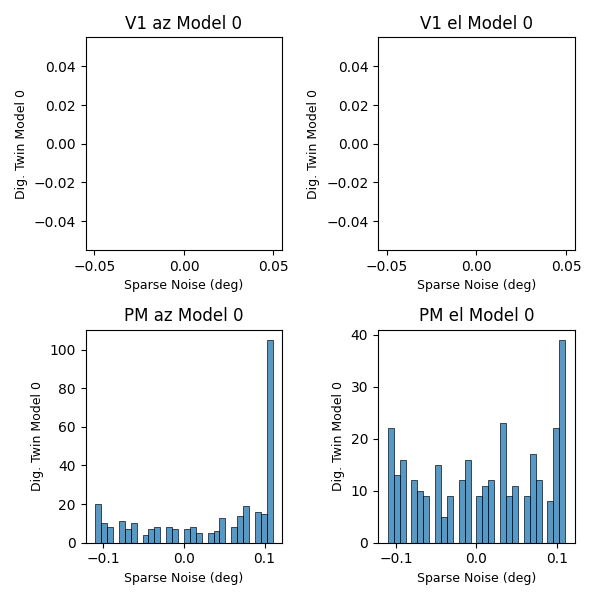 V1 az Model 0
V1 el Model 0
0.04
0.02
0.00
−0.02
−0.04
Dig. Twin Model 0
−0.05
0.00
0.05
Sparse Noise (deg)
0.04
0.02
0.00
−0.02
−0.04
Dig. Twin Model 0
−0.05
0.00
0.05
Sparse Noise (deg)
PM az Model 0
PM el Model 0
100
80
60
40
20
0
Dig. Twin Model 0
−0.1
0.0
0.1
Sparse Noise (deg)
40
30
20
10
0
Dig. Twin Model 0
−0.1
0.0
0.1
Sparse Noise (deg)